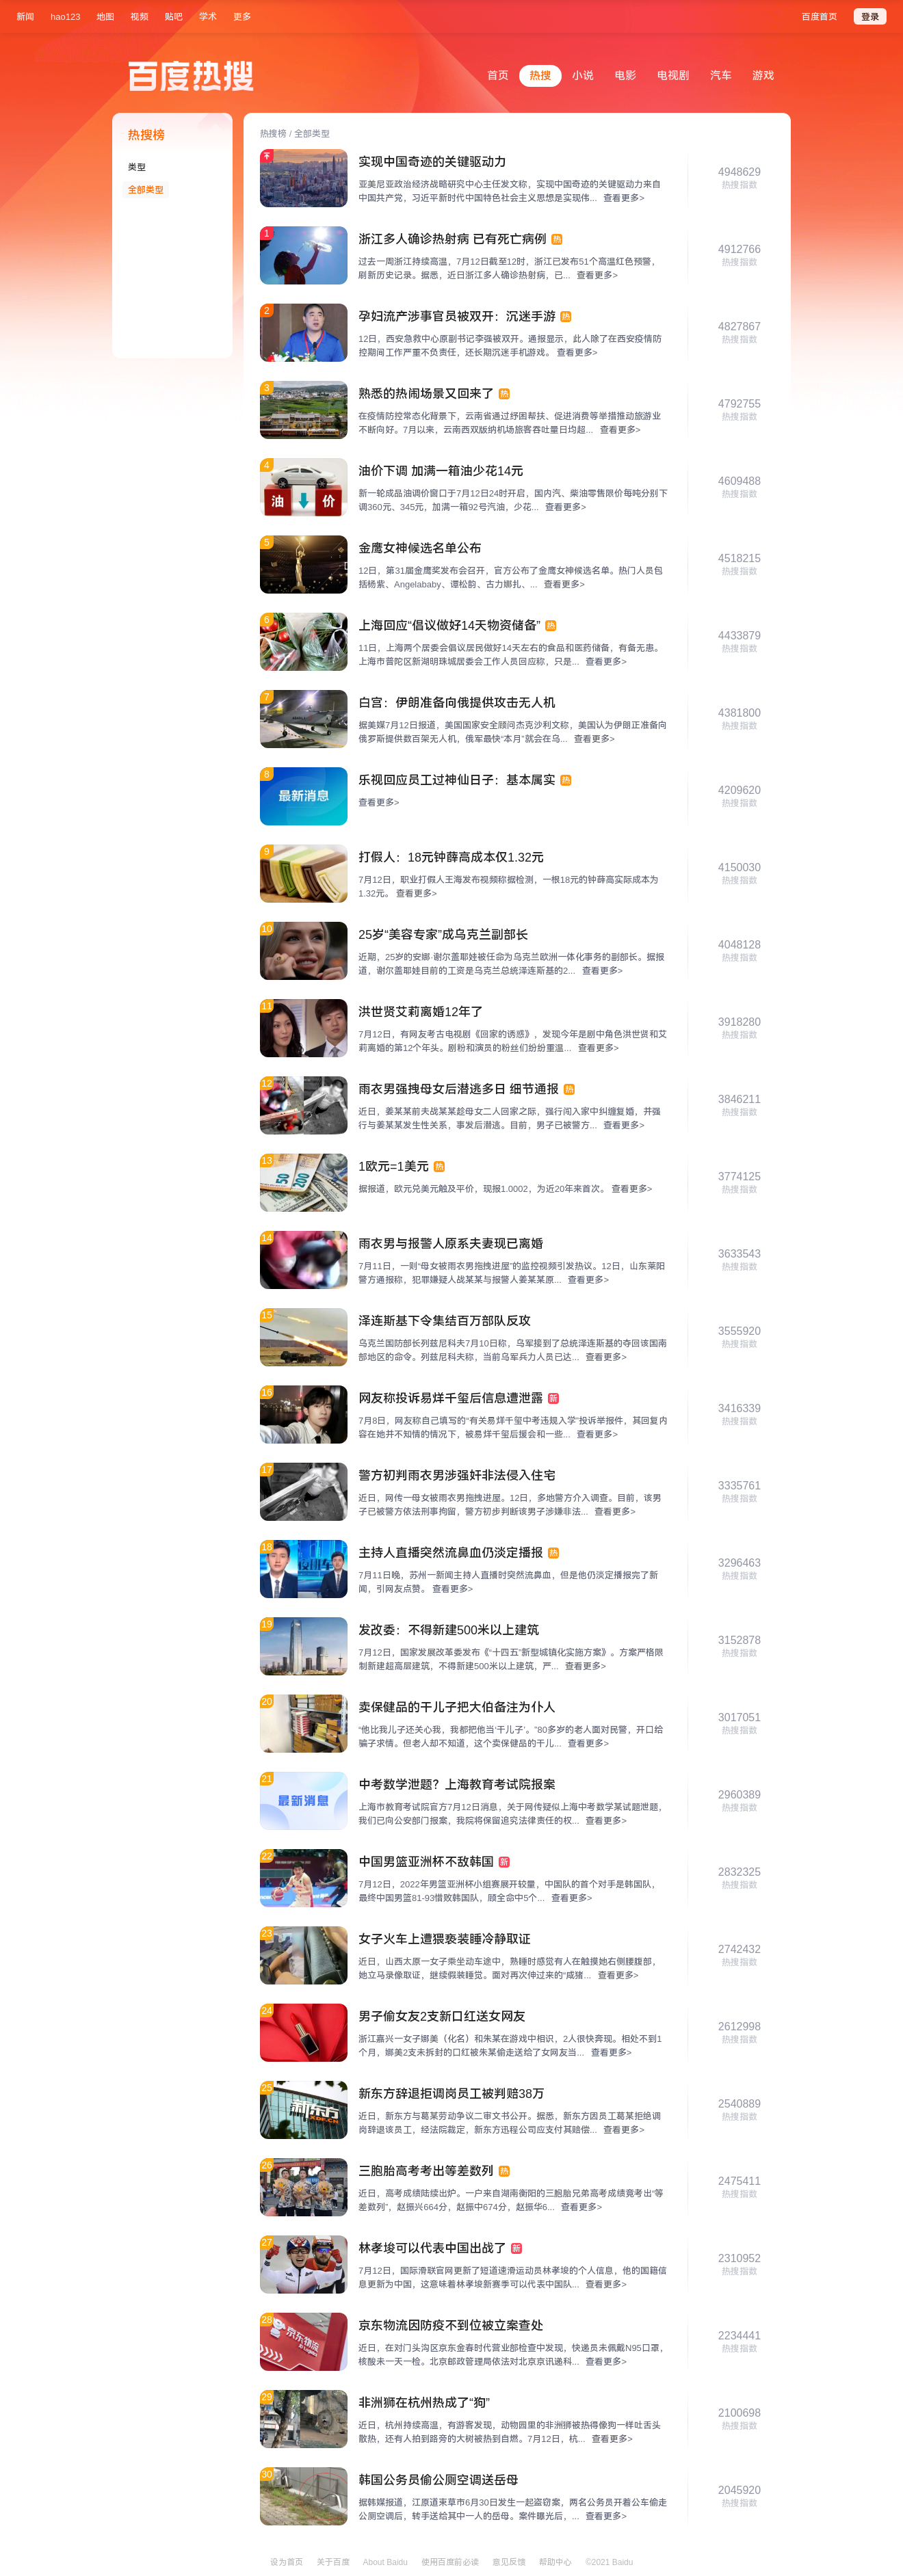 新闻 hao123 地图 视频 贴吧 学术 更多 百度首页 登录
百度热搜
首页 热搜 小说 电影 电视剧 汽车 游戏
热搜榜
类型
全部类型
热搜榜 / 全部类型
实现中国奇迹的关键驱动力
亚美尼亚政治经济战略研究中心主任发文称，实现中国奇迹的关键驱动力来自
中国共产党，习近平新时代中国特色社会主义思想是实现伟... 查看更多>
4948629
热搜指数
1
浙江多人确诊热射病 已有死亡病例 热
过去一周浙江持续高温，7月12日截至12时，浙江已发布51个高温红色预警，
刷新历史记录。据悉，近日浙江多人确诊热射病，已... 查看更多>
4912766
热搜指数
2
孕妇流产涉事官员被双开：沉迷手游 热
12日，西安急救中心原副书记李强被双开。通报显示，此人除了在西安疫情防
控期间工作严重不负责任，还长期沉迷手机游戏。 查看更多>
4827867
热搜指数
3
熟悉的热闹场景又回来了 热
在疫情防控常态化背景下，云南省通过纾困帮扶、促进消费等举措推动旅游业
不断向好。7月以来，云南西双版纳机场旅客吞吐量日均超... 查看更多>
4792755
热搜指数
4
油价
油价下调 加满一箱油少花14元
新一轮成品油调价窗口于7月12日24时开启，国内汽、柴油零售限价每吨分别下
调360元、345元，加满一箱92号汽油，少花... 查看更多>
4609488
热搜指数
5
金鹰女神候选名单公布
12日，第31届金鹰奖发布会召开，官方公布了金鹰女神候选名单。热门人员包
括杨紫、Angelababy、谭松韵、古力娜扎、... 查看更多>
4518215
热搜指数
6
上海回应“倡议做好14天物资储备” 热
11日，上海两个居委会倡议居民做好14天左右的食品和医药储备，有备无患。
上海市普陀区新湖明珠城居委会工作人员回应称，只是... 查看更多>
4433879
热搜指数
7
白宫：伊朗准备向俄提供攻击无人机
据美媒7月12日报道，美国国家安全顾问杰克沙利文称，美国认为伊朗正准备向
俄罗斯提供数百架无人机，俄军最快“本月”就会在乌... 查看更多>
4381800
热搜指数
8
最新消息
乐视回应员工过神仙日子：基本属实 热
查看更多>
4209620
热搜指数
9
打假人：18元钟薛高成本仅1.32元
7月12日，职业打假人王海发布视频称据检测，一根18元的钟薛高实际成本为
1.32元。 查看更多>
4150030
热搜指数
10
25岁“美容专家”成乌克兰副部长
近期，25岁的安娜·谢尔盖耶娃被任命为乌克兰欧洲一体化事务的副部长。据报
道，谢尔盖耶娃目前的工资是乌克兰总统泽连斯基的2... 查看更多>
4048128
热搜指数
11
洪世贤艾莉离婚12年了
7月12日，有网友考古电视剧《回家的诱惑》，发现今年是剧中角色洪世贤和艾
莉离婚的第12个年头。剧粉和演员的粉丝们纷纷重温... 查看更多>
3918280
热搜指数
12
雨衣男强拽母女后潜逃多日 细节通报 热
近日，姜某某前夫战某某趁母女二人回家之际，强行闯入家中纠缠复婚，并强
行与姜某某发生性关系，事发后潜逃。目前，男子已被警方... 查看更多>
3846211
热搜指数
13
1欧元=1美元 热
据报道，欧元兑美元触及平价，现报1.0002，为近20年来首次。 查看更多>
3774125
热搜指数
14
雨衣男与报警人原系夫妻现已离婚
7月11日，一则“母女被雨衣男拖拽进屋”的监控视频引发热议。12日，山东莱阳
警方通报称，犯罪嫌疑人战某某与报警人姜某某原... 查看更多>
3633543
热搜指数
15
泽连斯基下令集结百万部队反攻
乌克兰国防部长列兹尼科夫7月10日称，乌军接到了总统泽连斯基的夺回该国南
部地区的命令。列兹尼科夫称，当前乌军兵力人员已达... 查看更多>
3555920
热搜指数
16
网友称投诉易烊千玺后信息遭泄露 新
7月8日，网友称自己填写的“有关易烊千玺中考违规入学”投诉举报件，其回复内
容在她并不知情的情况下，被易烊千玺后援会和一些... 查看更多>
3416339
热搜指数
17
警方初判雨衣男涉强奸非法侵入住宅
近日，网传一母女被雨衣男拖拽进屋。12日，多地警方介入调查。目前，该男
子已被警方依法刑事拘留，警方初步判断该男子涉嫌非法... 查看更多>
3335761
热搜指数
18
主持人直播突然流鼻血仍淡定播报 热
7月11日晚，苏州一新闻主持人直播时突然流鼻血，但是他仍淡定播报完了新
闻，引网友点赞。 查看更多>
3296463
热搜指数
19
发改委：不得新建500米以上建筑
7月12日，国家发展改革委发布《“十四五”新型城镇化实施方案》。方案严格限
制新建超高层建筑，不得新建500米以上建筑，严... 查看更多>
3152878
热搜指数
20
卖保健品的干儿子把大伯备注为仆人
“他比我儿子还关心我，我都把他当‘干儿子’。”80多岁的老人面对民警，开口给
骗子求情。但老人却不知道，这个卖保健品的干儿... 查看更多>
3017051
热搜指数
21
最新消息
中考数学泄题？上海教育考试院报案
上海市教育考试院官方7月12日消息，关于网传疑似上海中考数学某试题泄题，
我们已向公安部门报案，我院将保留追究法律责任的权... 查看更多>
2960389
热搜指数
22
中国男篮亚洲杯不敌韩国 新
7月12日，2022年男篮亚洲杯小组赛展开较量，中国队的首个对手是韩国队，
最终中国男篮81-93惜败韩国队，顾全命中5个... 查看更多>
2832325
热搜指数
23
女子火车上遭猥亵装睡冷静取证
近日，山西太原一女子乘坐动车途中，熟睡时感觉有人在触摸她右侧腰腹部，
她立马录像取证，继续假装睡觉。面对再次伸过来的“咸猪... 查看更多>
2742432
热搜指数
24
男子偷女友2支新口红送女网友
浙江嘉兴一女子娜美（化名）和朱某在游戏中相识，2人很快奔现。相处不到1
个月，娜美2支未拆封的口红被朱某偷走送给了女网友当... 查看更多>
2612998
热搜指数
25
新东方
新东方辞退拒调岗员工被判赔38万
近日，新东方与葛某劳动争议二审文书公开。据悉，新东方因员工葛某拒绝调
岗辞退该员工，经法院裁定，新东方迅程公司应支付其赔偿... 查看更多>
2540889
热搜指数
26
三胞胎高考考出等差数列 热
近日，高考成绩陆续出炉。一户来自湖南衡阳的三胞胎兄弟高考成绩竟考出“等
差数列”，赵振兴664分，赵振中674分，赵振华6... 查看更多>
2475411
热搜指数
27
林孝埈可以代表中国出战了 新
7月12日，国际滑联官网更新了短道速滑运动员林孝埈的个人信息，他的国籍信
息更新为中国，这意味着林孝埈新赛季可以代表中国队... 查看更多>
2310952
热搜指数
28
京东物流
京东物流因防疫不到位被立案查处
近日，在对门头沟区京东金春时代营业部检查中发现，快递员未佩戴N95口罩，
核酸未一天一检。北京邮政管理局依法对北京京讯递科... 查看更多>
2234441
热搜指数
29
非洲狮在杭州热成了“狗”
近日，杭州持续高温，有游客发现，动物园里的非洲狮被热得像狗一样吐舌头
散热，还有人拍到路旁的大树被热到自燃。7月12日，杭... 查看更多>
2100698
热搜指数
30
韩国公务员偷公厕空调送岳母
据韩媒报道，江原道束草市6月30日发生一起盗窃案，两名公务员开着公车偷走
公厕空调后，转手送给其中一人的岳母。案件曝光后，... 查看更多>
2045920
热搜指数
设为首页 关于百度 About Baidu 使用百度前必读 意见反馈 帮助中心 ©2021 Baidu